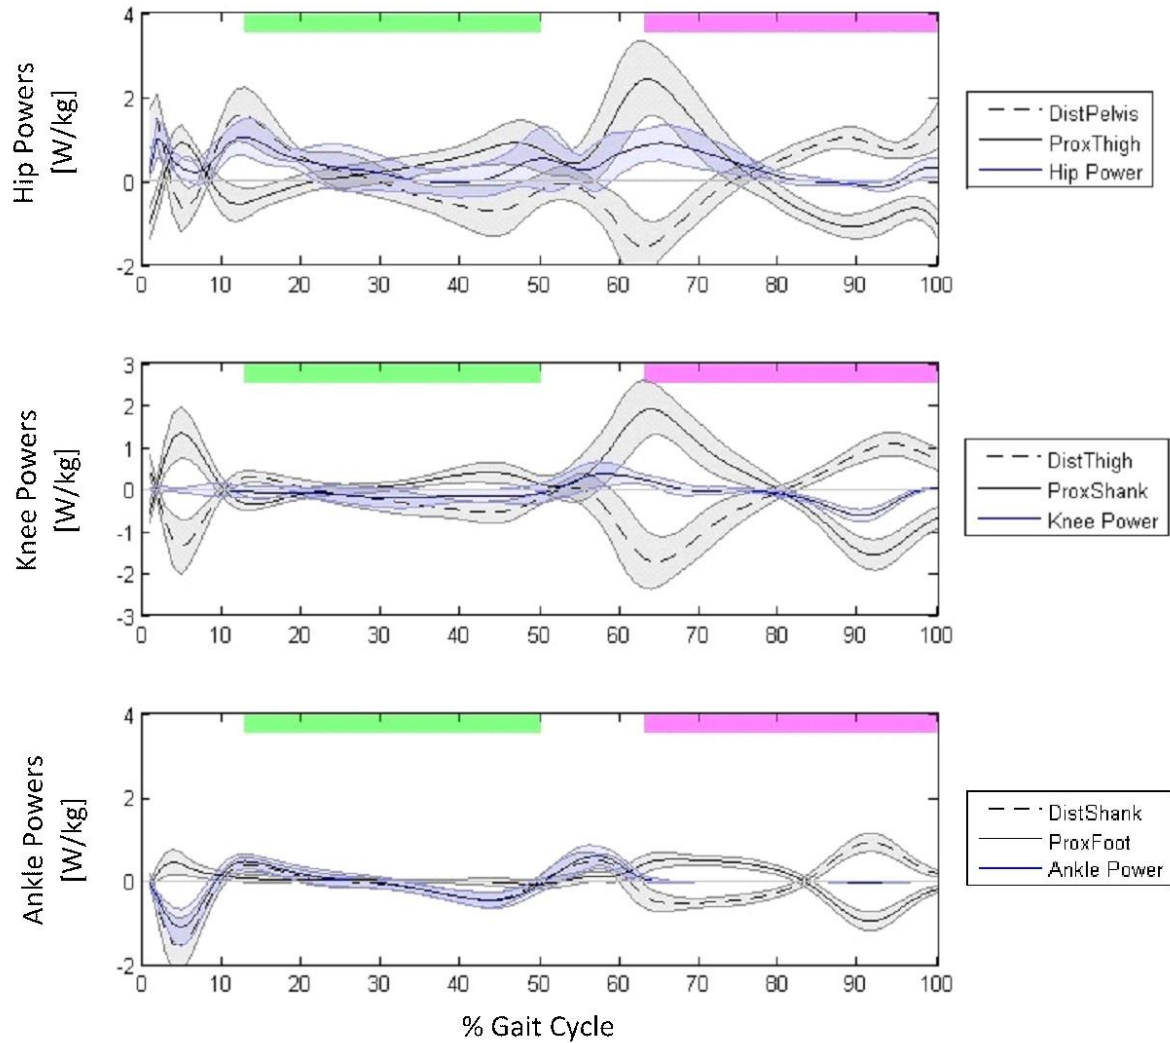 Hip Powers
[W/kg]
4
2
0
-2
0 10 20 30 40 50 60 70 80 90 100
DistPelvis
ProxThigh
Hip Power
Knee Powers
[W/kg]
3
2
1
0
-1
-2
-3
0 10 20 30 40 50 60 70 80 90 100
DistThigh
ProxShank
Knee Power
Ankle Powers
[W/kg]
4
2
0
-2
0 10 20 30 40 50 60 70 80 90 100
DistShank
ProxFoot
Ankle Power
% Gait Cycle